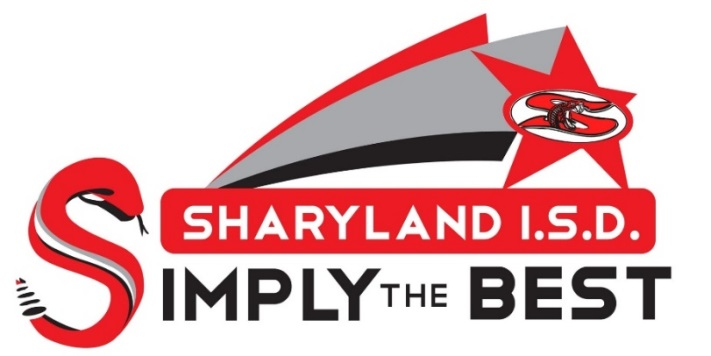 SHARYLAND I.S.D.
SIMPLY THE BEST